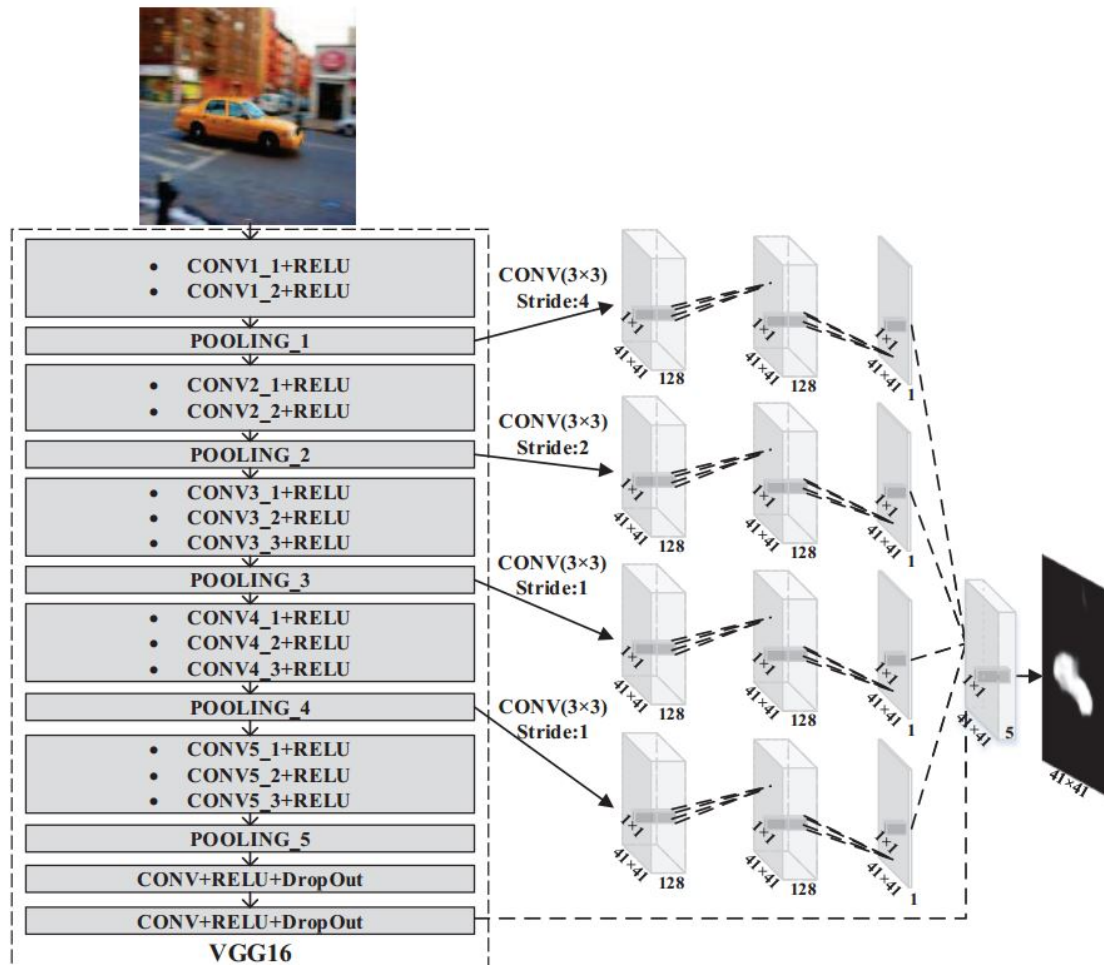 • CONV1_1+RELU
• CONV1_2+RELU
POOLING_1
• CONV2_1+RELU
• CONV2_2+RELU
POOLING_2
• CONV3_1+RELU
• CONV3_2+RELU
• CONV3_3+RELU
POOLING_3
• CONV4_1+RELU
• CONV4_2+RELU
• CONV4_3+RELU
POOLING_4
• CONV5_1+RELU
• CONV5_2+RELU
• CONV5_3+RELU
POOLING_5
CONV+RELU+DropOut
CONV+RELU+DropOut
VGG16
CONV(3×3)
Stride:4
1×1
41×41
128
1×1
41×41
128
1×1
41×41
1
CONV(3×3)
Stride:2
1×1
41×41
128
1×1
41×41
128
1×1
41×41
1
CONV(3×3)
Stride:1
1×1
41×41
128
1×1
41×41
128
1×1
41×41
1
CONV(3×3)
Stride:1
1×1
41×41
128
1×1
41×41
128
1×1
41×41
1
1×1
41×41
5
41×41